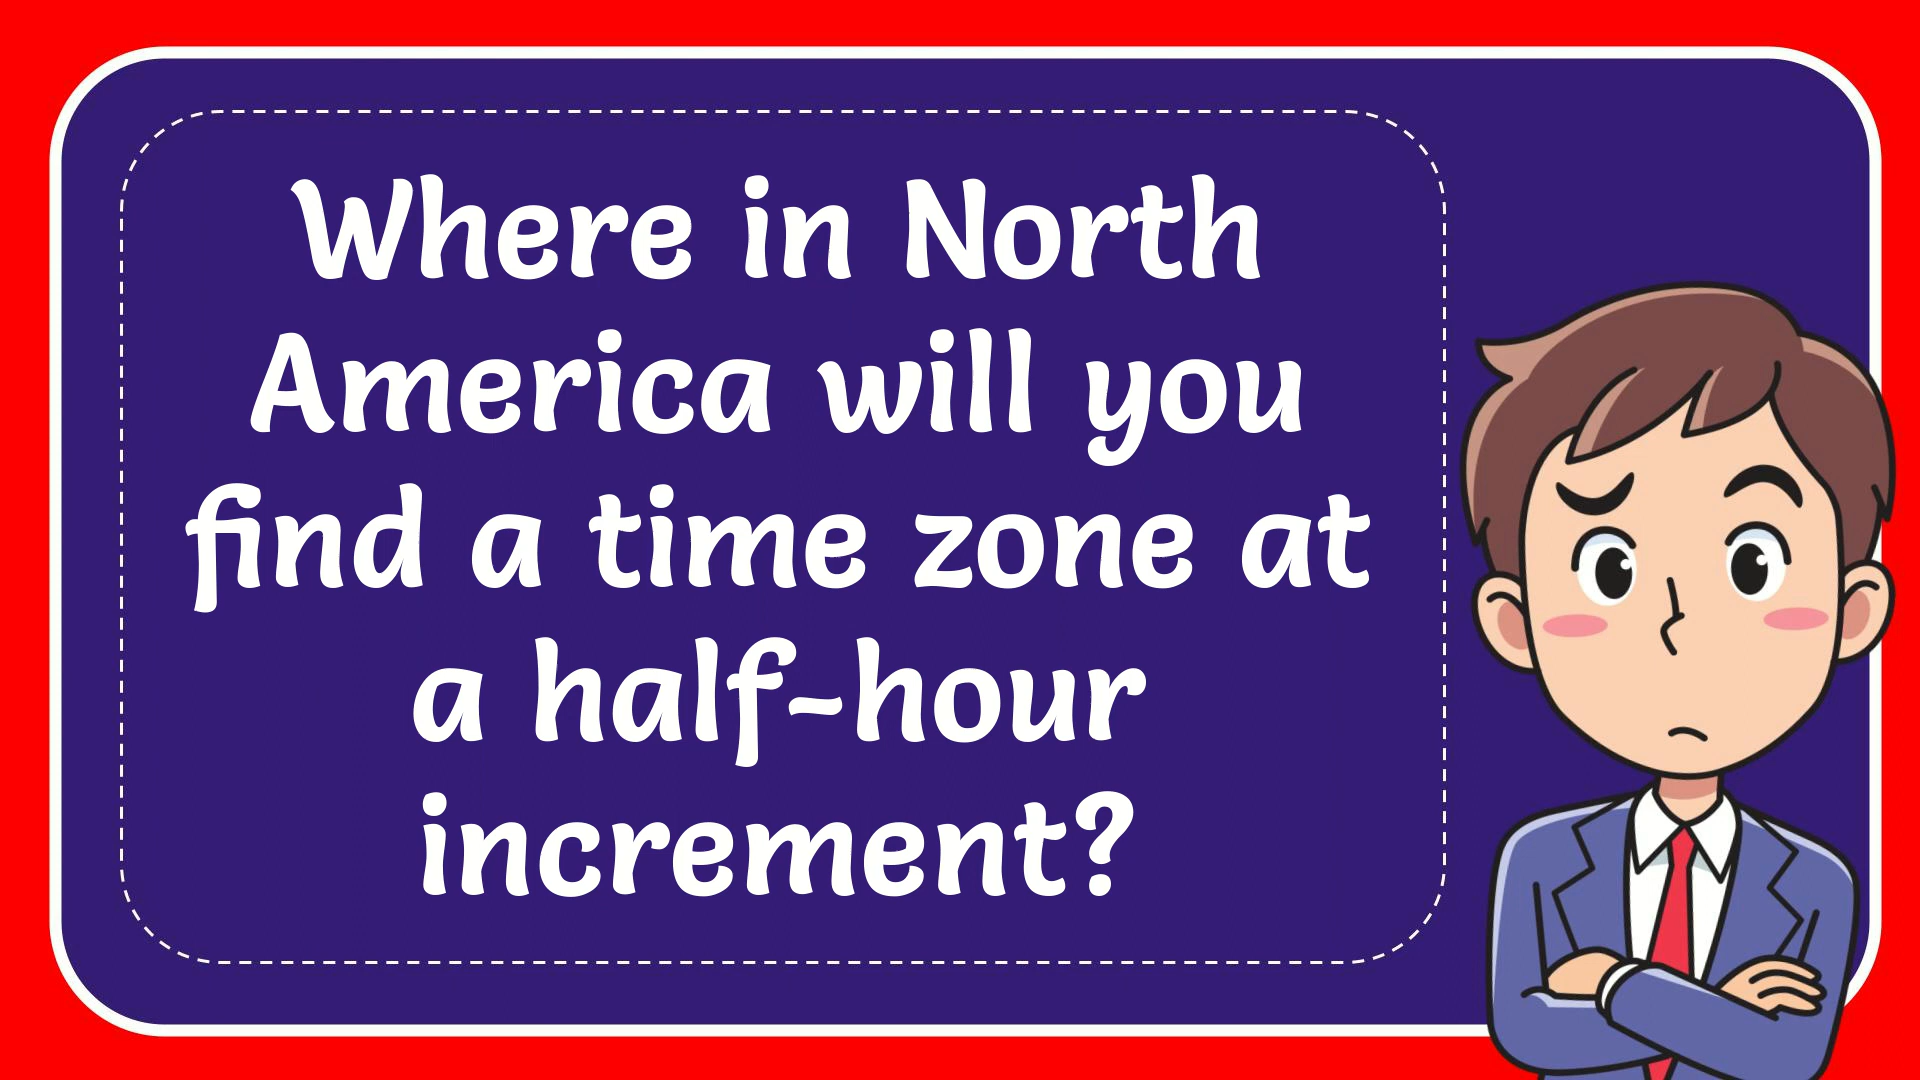 Where in North
America will you
find a time zone at
a half-hour
increment?